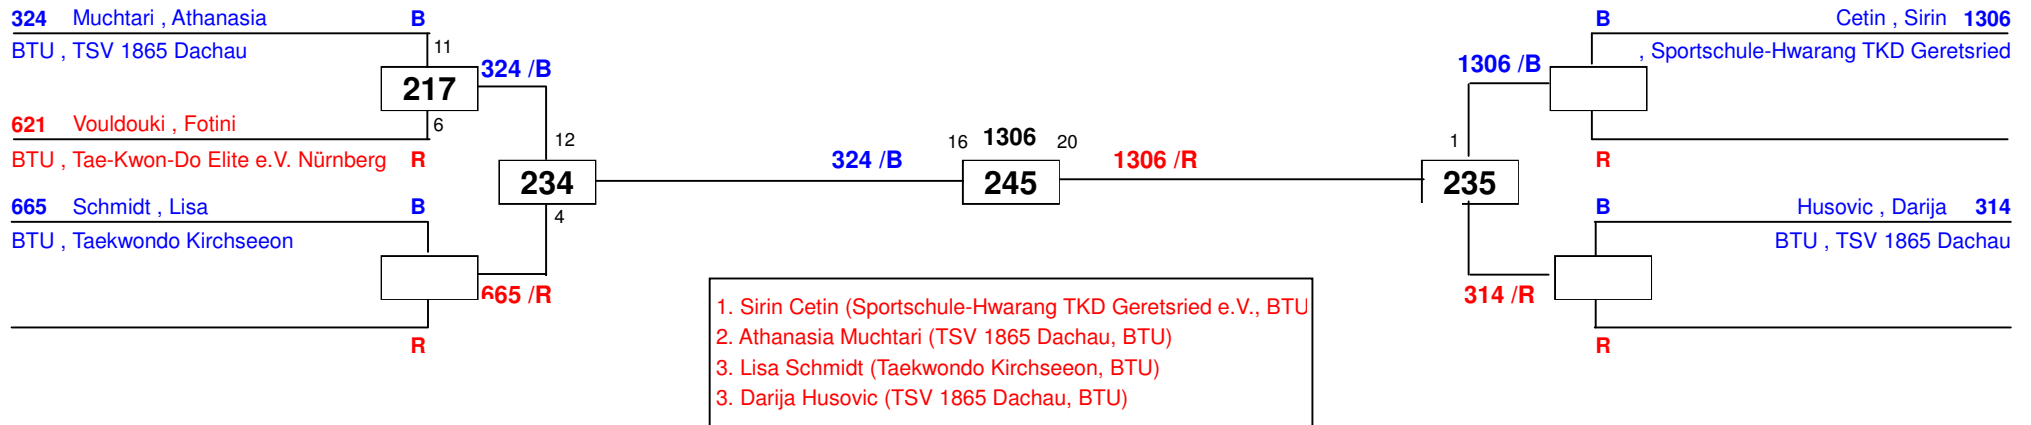 324 Muchtari , Athanasia B
BTU , TSV 1865 Dachau
11
217
324 /B
6
621 Vouldouki , Fotini
BTU , Tae-Kwon-Do Elite e.V. Nürnberg R
12
234
4
665 Schmidt , Lisa B
BTU , Taekwondo Kirchseeon
665 /R
R
324 /B
16 1306 20
245
1306 /R
B Cetin , Sirin 1306
, Sportschule-Hwarang TKD Geretsried
1306 /B
R
1
235
B Husovic , Darija 314
BTU , TSV 1865 Dachau
314 /R
R
1. Sirin Cetin (Sportschule-Hwarang TKD Geretsried e.V., BTU
2. Athanasia Muchtari (TSV 1865 Dachau, BTU)
3. Lisa Schmidt (Taekwondo Kirchseeon, BTU)
3. Darija Husovic (TSV 1865 Dachau, BTU)